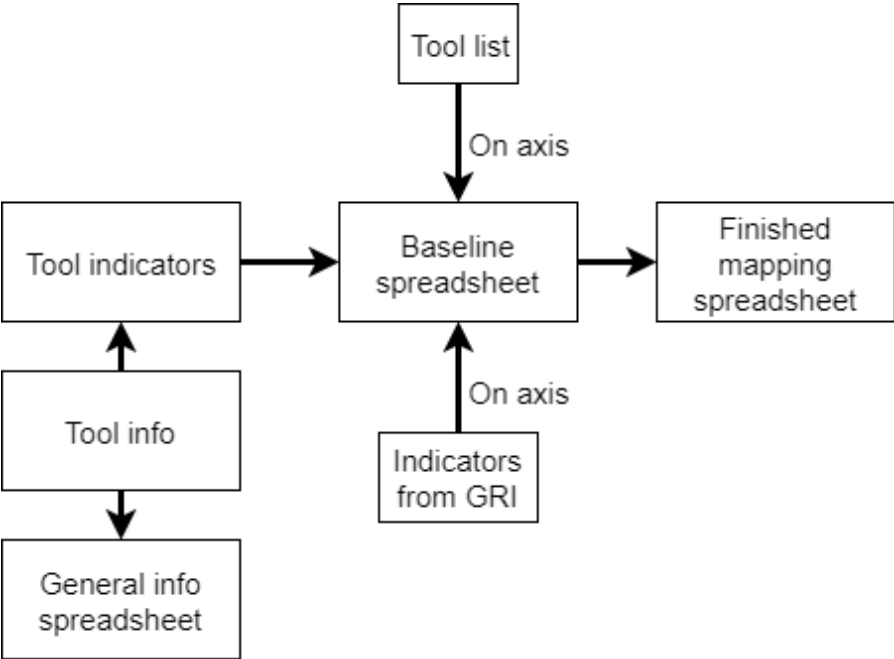 Tool list
On axis
Tool indicators
Baseline
spreadsheet
Finished
mapping
spreadsheet
On axis
Tool info
Indicators
from GRI
General info
spreadsheet